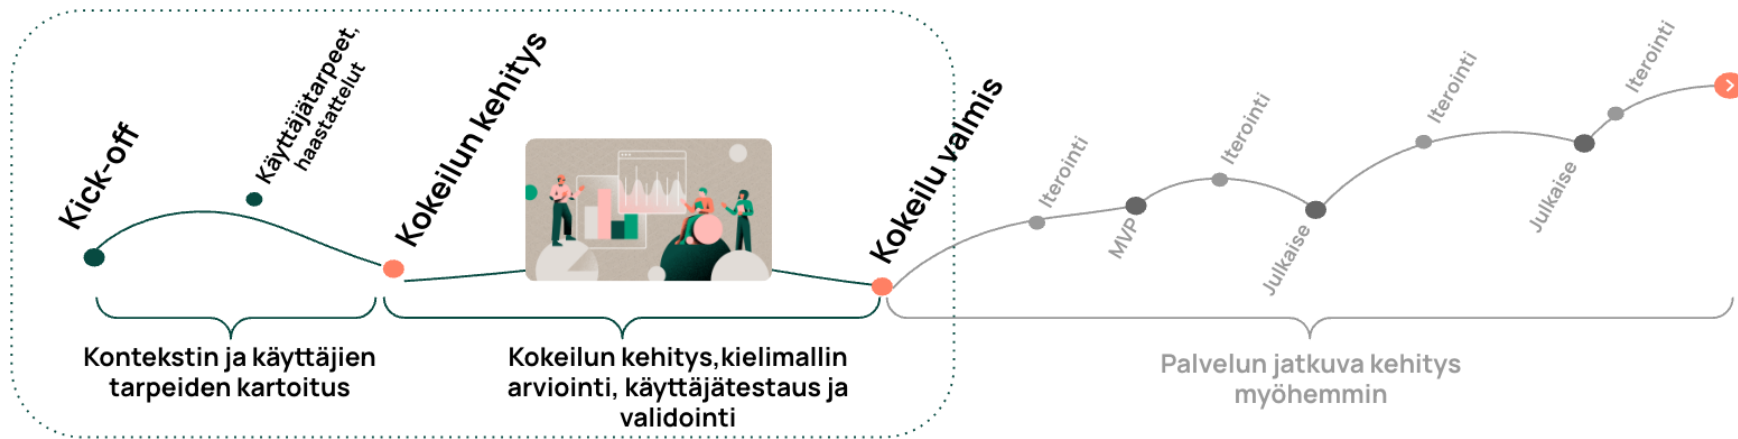 Kick-off
Käyttäjätarpeet,
haastattelut
Kokeilun kehitys
Kokeilu valmis
Iterointi
MVP
Iterointi
Julkaise
Iterointi
Julkaise
Iterointi
Kontekstin ja käyttäjien
tarpeiden kartoitus
Kokeilun kehitys,kielimallin
arviointi, käyttäjätestaus ja
validointi
Palvelun jatkuva kehitys
myöhemmin